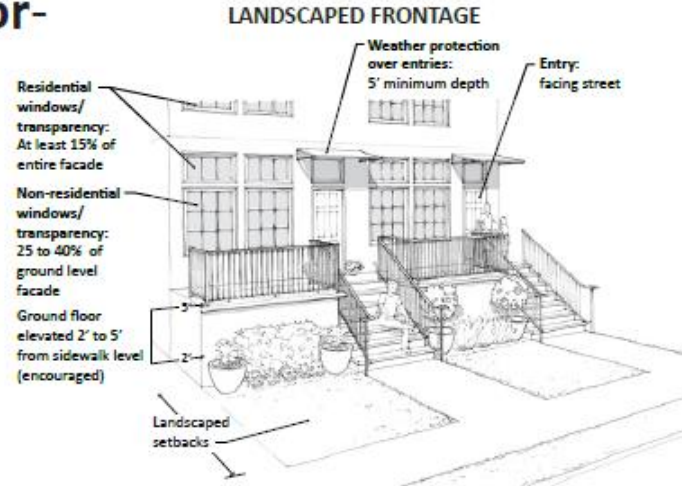 or-
LANDSCAPED FRONTAGE
Weather protection
over entries:
5' minimum depth
Entry:
facing street
Residential
windows/
transparency:
At least 15% of
entire facade
Non-residential
windows/
transparency:
25 to 40% of
ground level
facade
Ground floor
elevated 2' to 5'
from sidewalk level
(encouraged)
5'
2'
Landscaped
setbacks